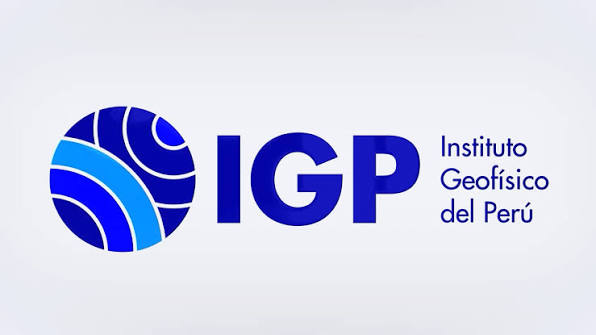 IGP
Instituto
Geofísico
del Perú